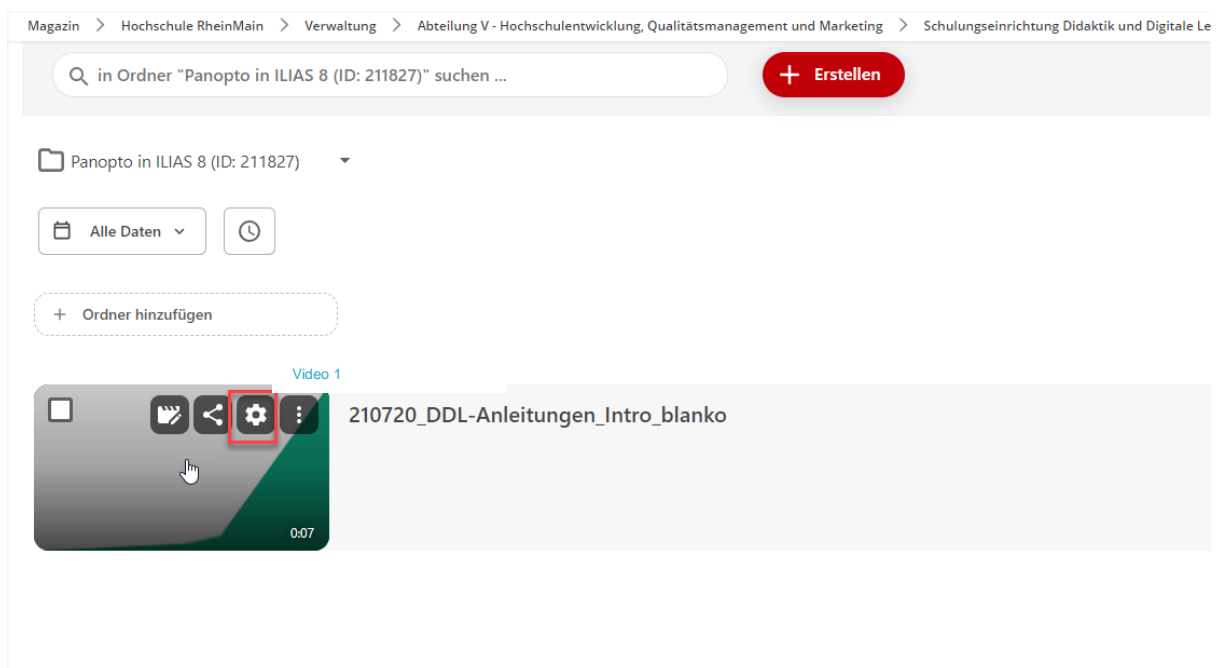 Magazin > Hochschule RheinMain > Verwaltung > Abteilung V - Hochschulentwicklung, Qualitätsmanagement und Marketing > Schulungseinrichtung Didaktik und Digitale Le
in Ordner "Panopto in ILIAS 8 (ID: 211827)" suchen ...
+ Erstellen
Panopto in ILIAS 8 (ID: 211827)
Alle Daten
+ Ordner hinzufügen
Video 1
210720_DDL-Anleitungen_Intro_blanko
0:07